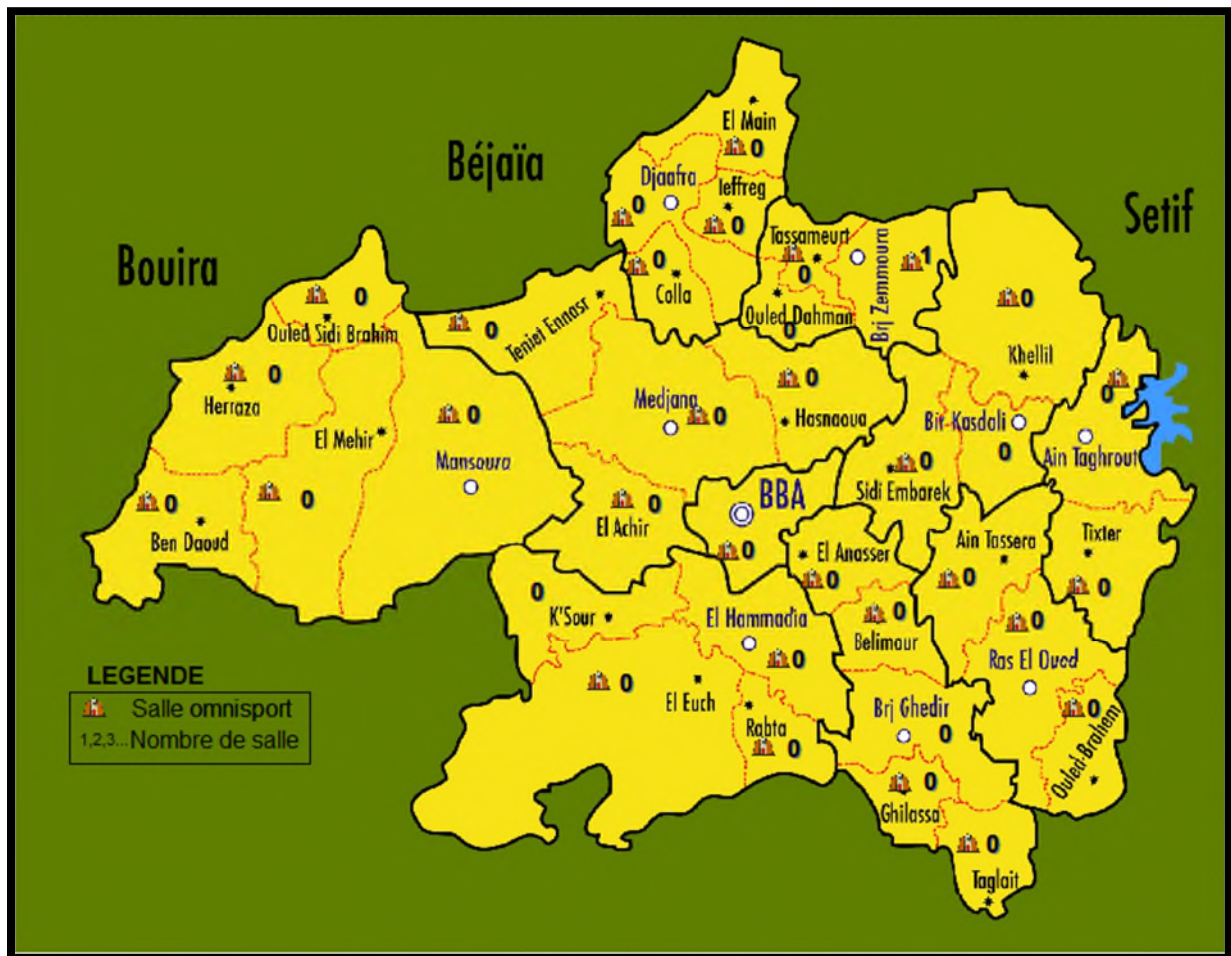 El Main
0
Béjaïa
Djaafra
Ieffreg
0
0
Setif
Tassameurt
0
Brj Zemmoura
1
Bouira
0
Colla
Ouled Dahman
0
0
Ouled Sidi Brahim
Teniet Ennasr
0
0
Khellil
0
Herraza
0
Medjana
0
Hasnaoua
0
El Mehir
0
Mansoura
0
Bir Kasdali
0
Ain Taghrout
0
Sidi Embarek
0
Ben Daoud
0
El Achir
0
BBA
0
El Anasser
0
Ain Tassera
0
Tixter
0
0
K'Sour
El Hammadia
0
0
Belimour
0
Ras El Oued
LEGENDE
Salle omnisport
1,2,3... Nombre de salle
0
El Euch
Rabta
0
Brj Ghedir
0
0
Ouled-Brahem
0
Ghilassa
0
Taglait